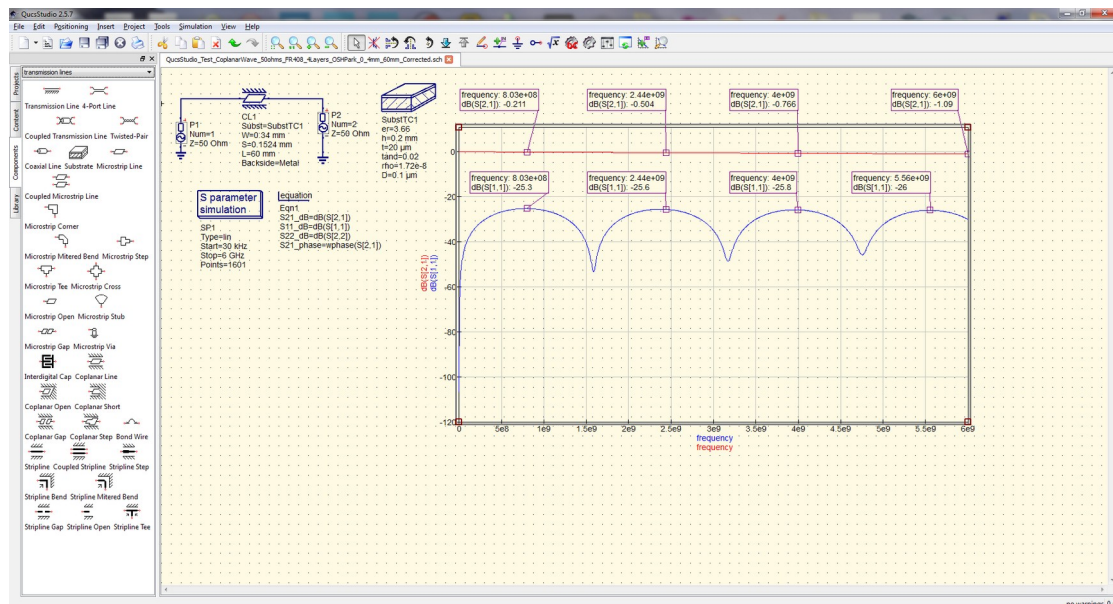 QucsStudio 2.5.7
File Edit Positioning Insert Project Tools Simulation View Help
QucsStudio_Test_CoplanarWave_50ohms_FR408_4Layers_OSHPark_0_4mm_60mm_Corrected.sch
Projects
Content
Components
Library
transmission lines
Transmission Line 4-Port Line
Coupled Transmission Line Twisted-Pair
Coaxial Line Substrate Microstrip Line
Coupled Microstrip Line
Microstrip Corner
Microstrip Mitered Bend Microstrip Step
Microstrip Tee Microstrip Cross
Microstrip Open Microstrip Stub
Microstrip Gap Microstrip Via
Interdigital Cap Coplanar Line
Coplanar Open Coplanar Short
Coplanar Gap Coplanar Step Bond Wire
Stripline Coupled Stripline Stripline Step
Stripline Bend Stripline Mitered Bend
Stripline Gap Stripline Open Stripline Tee
P1
Num=1
Z=50 Ohm
CL1
Subst=SubstTC1
W=0.34 mm
S=0.1524 mm
L=60 mm
Backside=Metal
P2
Num=2
Z=50 Ohm
SubstTC1
er=3.66
h=0.2 mm
t=20 µm
tand=0.02
rho=1.72e-8
D=0.1 µm
S parameter
simulation
SP1
Type=lin
Start=30 kHz
Stop=6 GHz
Points=1601
equation
Eqn1
S21_dB=dB(S[2,1])
S11_dB=dB(S[1,1])
S22_dB=dB(S[2,2])
S21_phase=wphase(S[2,1])
frequency: 8.03e+08
dB(S[2,1]): -0.211
frequency: 2.44e+09
dB(S[2,1]): -0.504
frequency: 4e+09
dB(S[2,1]): -0.766
frequency: 6e+09
dB(S[2,1]): -1.09
frequency: 8.03e+08
dB(S[1,1]): -25.3
frequency: 2.44e+09
dB(S[1,1]): -25.6
frequency: 4e+09
dB(S[1,1]): -25.8
frequency: 5.56e+09
dB(S[1,1]): -26
0
-20
-40
-60
-80
-100
-120
dB(S[2,1])
dB(S[1,1])
0 5e8 1e9 1.5e9 2e9 2.5e9 3e9 3.5e9 4e9 4.5e9 5e9 5.5e9 6e9
frequency
frequency
no warnings 0